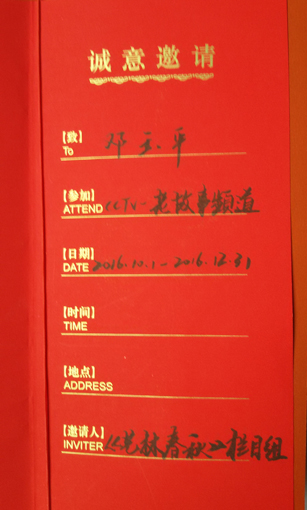 诚意邀请
【致】
To
平
【参加】
ATTEND CCTV-老故事频道
【日期】
DATE 2016.10.1-2016.12.31
【时间】
TIME
【地点】
ADDRESS
【邀请人】
INVITER 《艺林春秋》栏目组